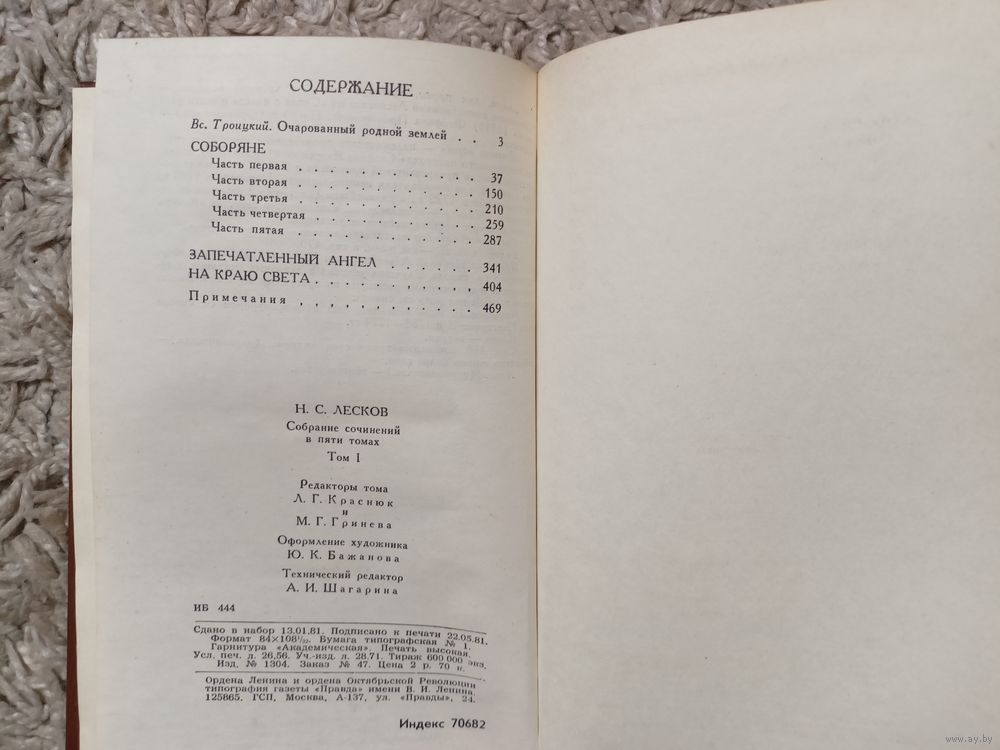 СОДЕРЖАНИЕ
Вс. Троицкий. Очарованный родной землей . . 3
СОБОРЯНЕ
Часть первая . . . . . . . . . . . 37
Часть вторая . . . . . . . . . . . 150
Часть третья . . . . . . . . . . . 210
Часть четвертая . . . . . . . . . . 259
Часть пятая . . . . . . . . . . . 287
ЗАПЕЧАТЛЕННЫЙ АНГЕЛ . . . . . . 341
НА КРАЮ СВЕТА . . . . . . . . . . 404
Примечания . . . . . . . . . . . 469
Н. С. ЛЕСКОВ
Собрание сочинений
в пяти томах
Том I
Редакторы тома
Л. Г. Краснюк
и
М. Г. Гринева
Оформление художника
Ю. К. Бажанова
Технический редактор
А. И. Шагарина
ИБ 444
Сдано в набор 13.01.81. Подписано к печати 22.05.81.
Формат 84×108¹/₃₂. Бумага типографская № 1.
Гарнитура «Академическая». Печать высокая.
Усл. печ. л. 26,56. Уч.-изд. л. 28,71. Тираж 600 000 экз.
Изд. № 1304. Заказ № 47. Цена 2 р. 70 к.
Ордена Ленина и ордена Октябрьской Революции
типография газеты «Правда» имени В. И. Ленина.
125865, ГСП, Москва, А-137, ул. «Правды», 24.
Индекс 70682
www.ay.by